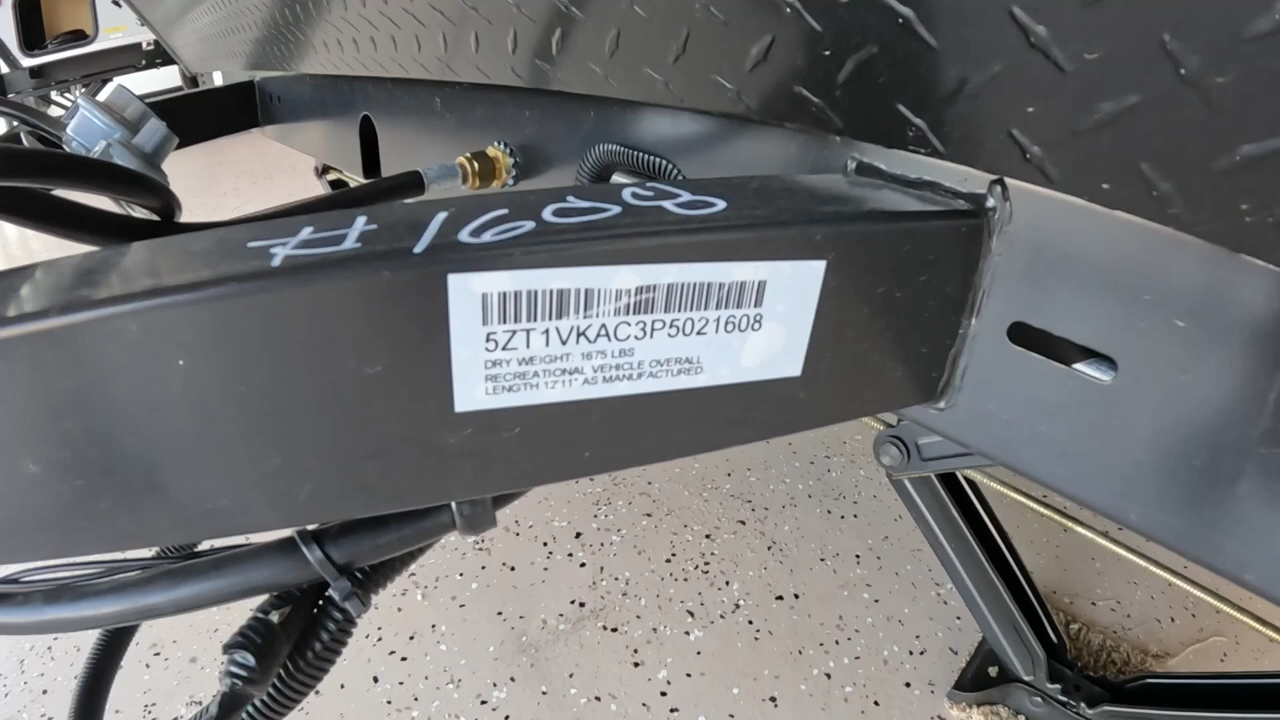 #1608
5ZT1VKAC3P5021608
DRY WEIGHT: 1675 LBS
RECREATIONAL VEHICLE OVERALL
LENGTH 12'11" AS MANUFACTURED.